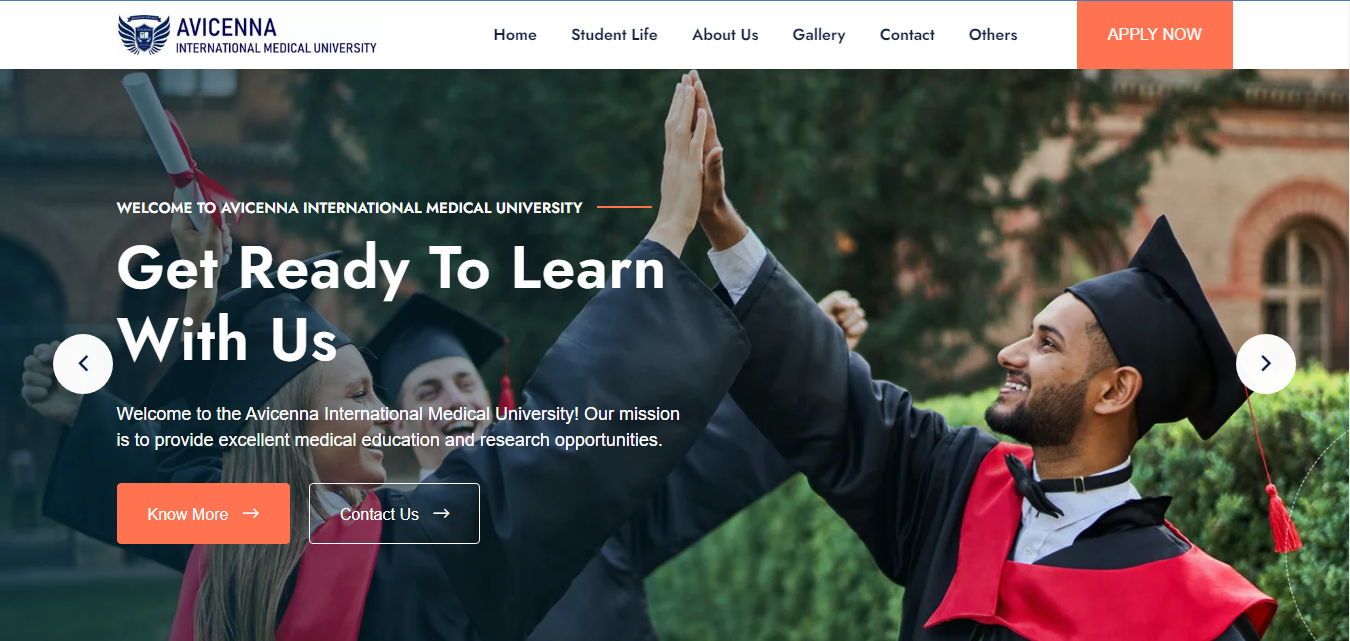 AVICENNA
INTERNATIONAL MEDICAL UNIVERSITY
Home Student Life About Us Gallery Contact Others
APPLY NOW
WELCOME TO AVICENNA INTERNATIONAL MEDICAL UNIVERSITY
Get Ready To Learn
With Us
Welcome to the Avicenna International Medical University! Our mission
is to provide excellent medical education and research opportunities.
Know More →
Contact Us →